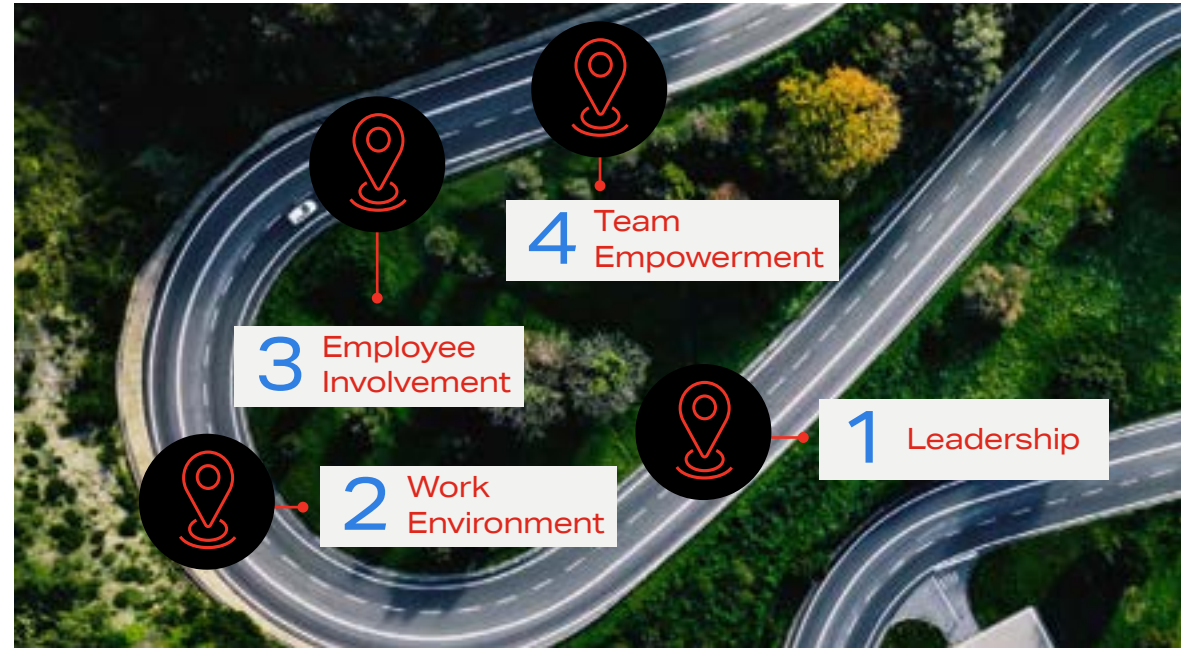 4 Team
Empowerment
3 Employee
Involvement
1 Leadership
2 Work
Environment